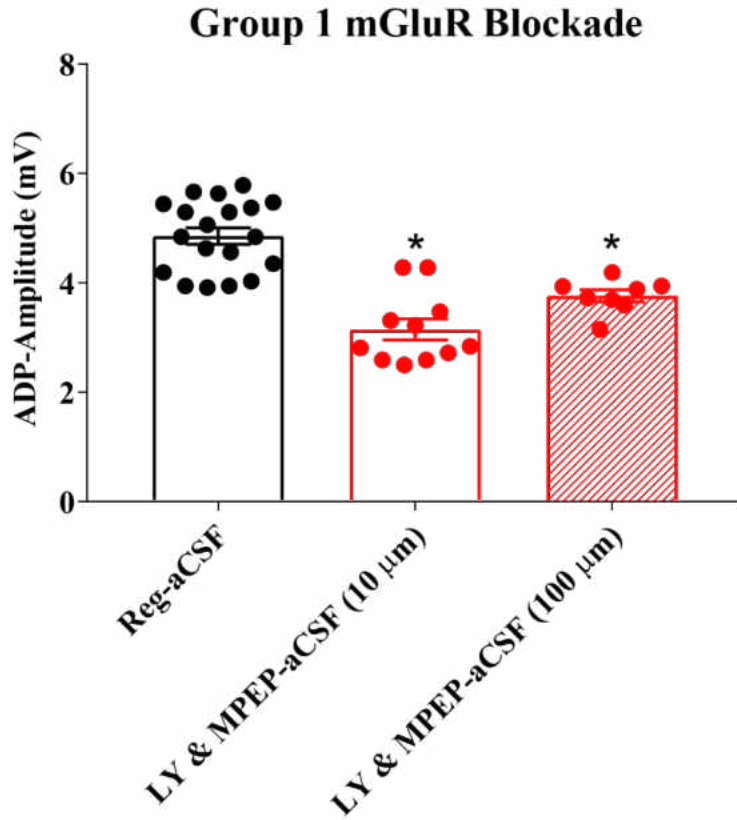 Group 1 mGluR Blockade
8
6
4
2
0
ADP-Amplitude (mV)
*
*
Reg-aCSF
LY & MPEP-aCSF (10 μm)
LY & MPEP-aCSF (100 μm)